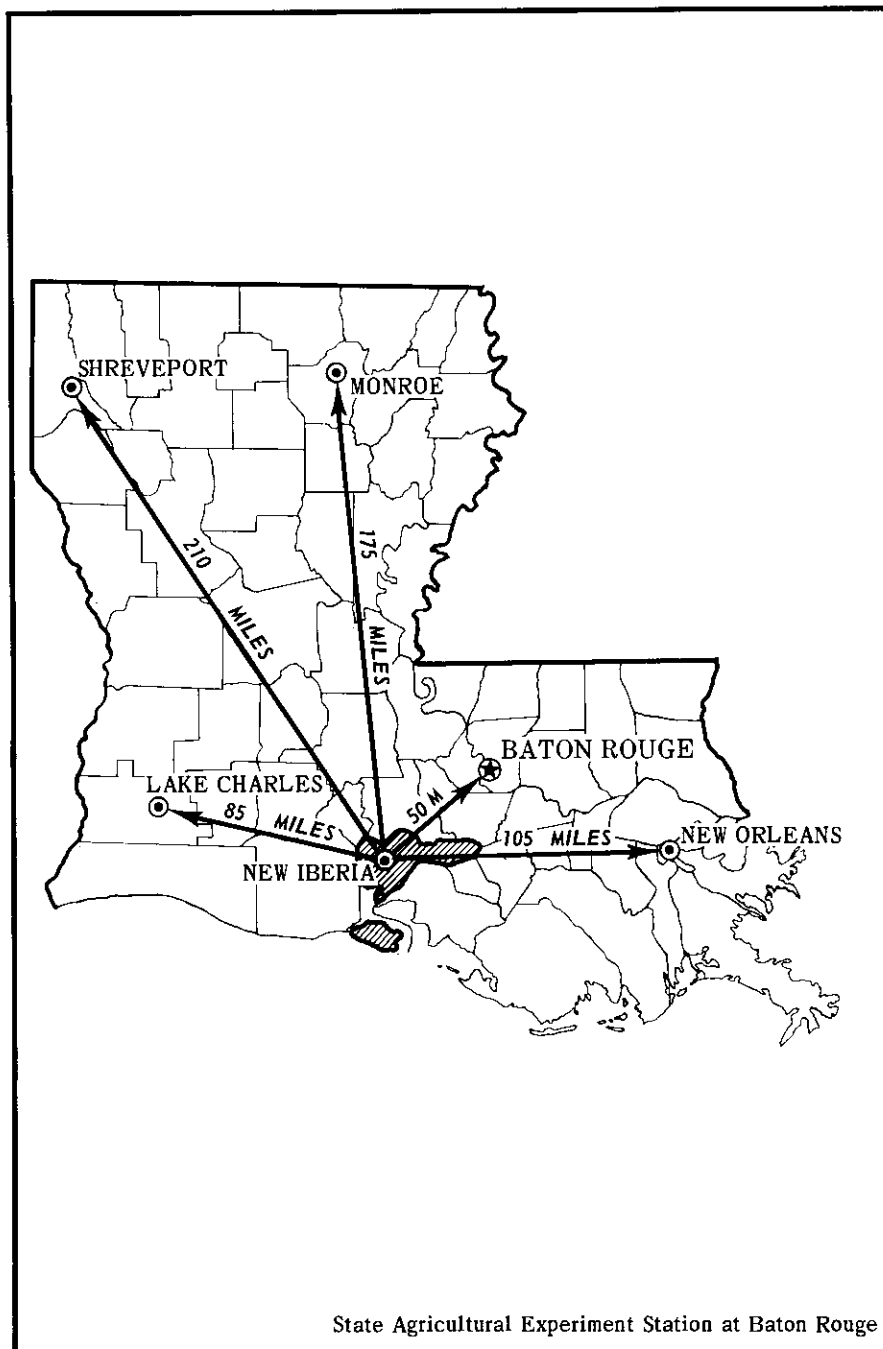 SHREVEPORT
MONROE
210 MILES
175 MILES
BATON ROUGE
LAKE CHARLES
85 MILES
50 M
105 MILES
NEW ORLEANS
NEW IBERIA
State Agricultural Experiment Station at Baton Rouge